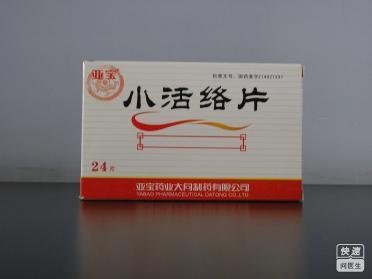 亚宝
小活络片
24片
亚宝药业大同制药有限公司
YABAO PHARMACEUTICAL DATONG CO.,LTD
快速
问医生